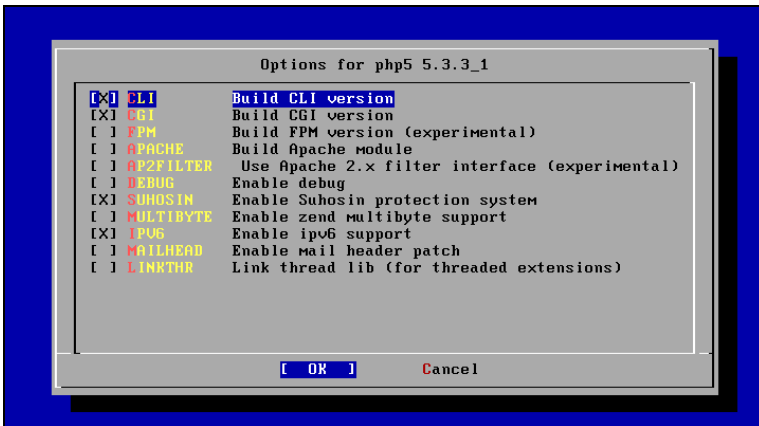 Options for php5 5.3.3_1
[X] CLI Build CLI version
[X] CGI Build CGI version
[ ] FPM Build FPM version (experimental)
[ ] APACHE Build Apache module
[ ] AP2FILTER Use Apache 2.x filter interface (experimental)
[ ] DEBUG Enable debug
[X] SUHOSIN Enable Suhosin protection system
[ ] MULTIBYTE Enable zend multibyte support
[X] IPV6 Enable ipv6 support
[ ] MAILHEAD Enable mail header patch
[ ] LINKTHR Link thread lib (for threaded extensions)
[ OK ] Cancel